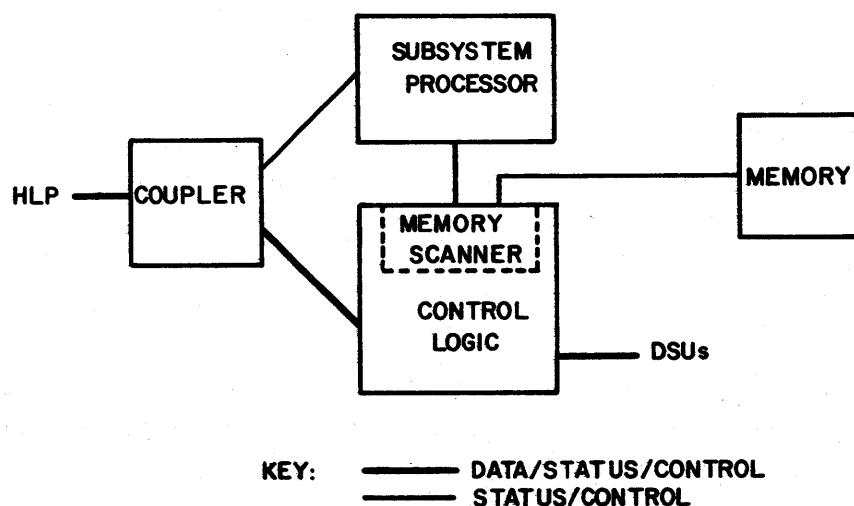 SUBSYSTEM
PROCESSOR
HLP
COUPLER
MEMORY
MEMORY
SCANNER
CONTROL
LOGIC
DSUs
KEY:
DATA/STATUS/CONTROL
STATUS/CONTROL